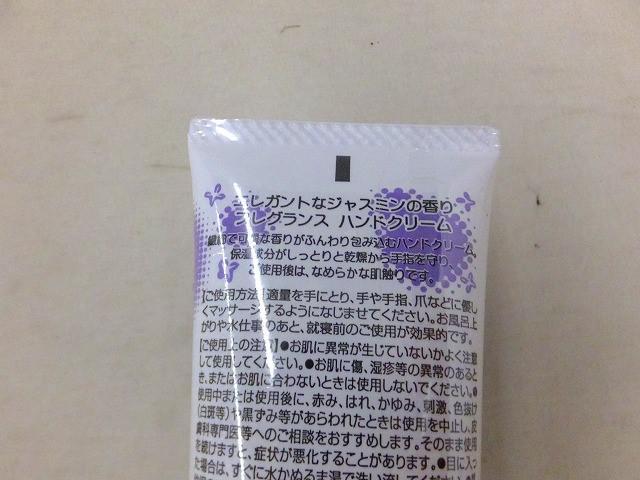 エレガントなジャスミンの香り
フレグランス ハンドクリーム
繊細で可憐な香りがふんわり包み込むハンドクリーム。
保湿成分がしっとりと乾燥から手指を守り、
ご使用後は、なめらかな肌触りです。
【ご使用方法】適量を手にとり、手や手指、爪などに優し
くマッサージするようになじませてください。お風呂上
がりや水仕事のあと、就寝前のご使用が効果的です。
【ご使用上の注意】●お肌に異常が生じていないかよく注意
して使用してください。●お肌に傷、湿疹等の異常のあると
き、またはお肌に合わないときは使用しないでください。●
使用中または使用後に、赤み、はれ、かゆみ、刺激、色抜け
(白斑等)や黒ずみ等があらわれたときは使用を中止し、皮
膚科専門医等へのご相談をおすすめします。そのまま使用
を続けますと、症状が悪化することがあります。●目に入っ
た場合は、すぐに水かぬるま湯で洗い流してください。